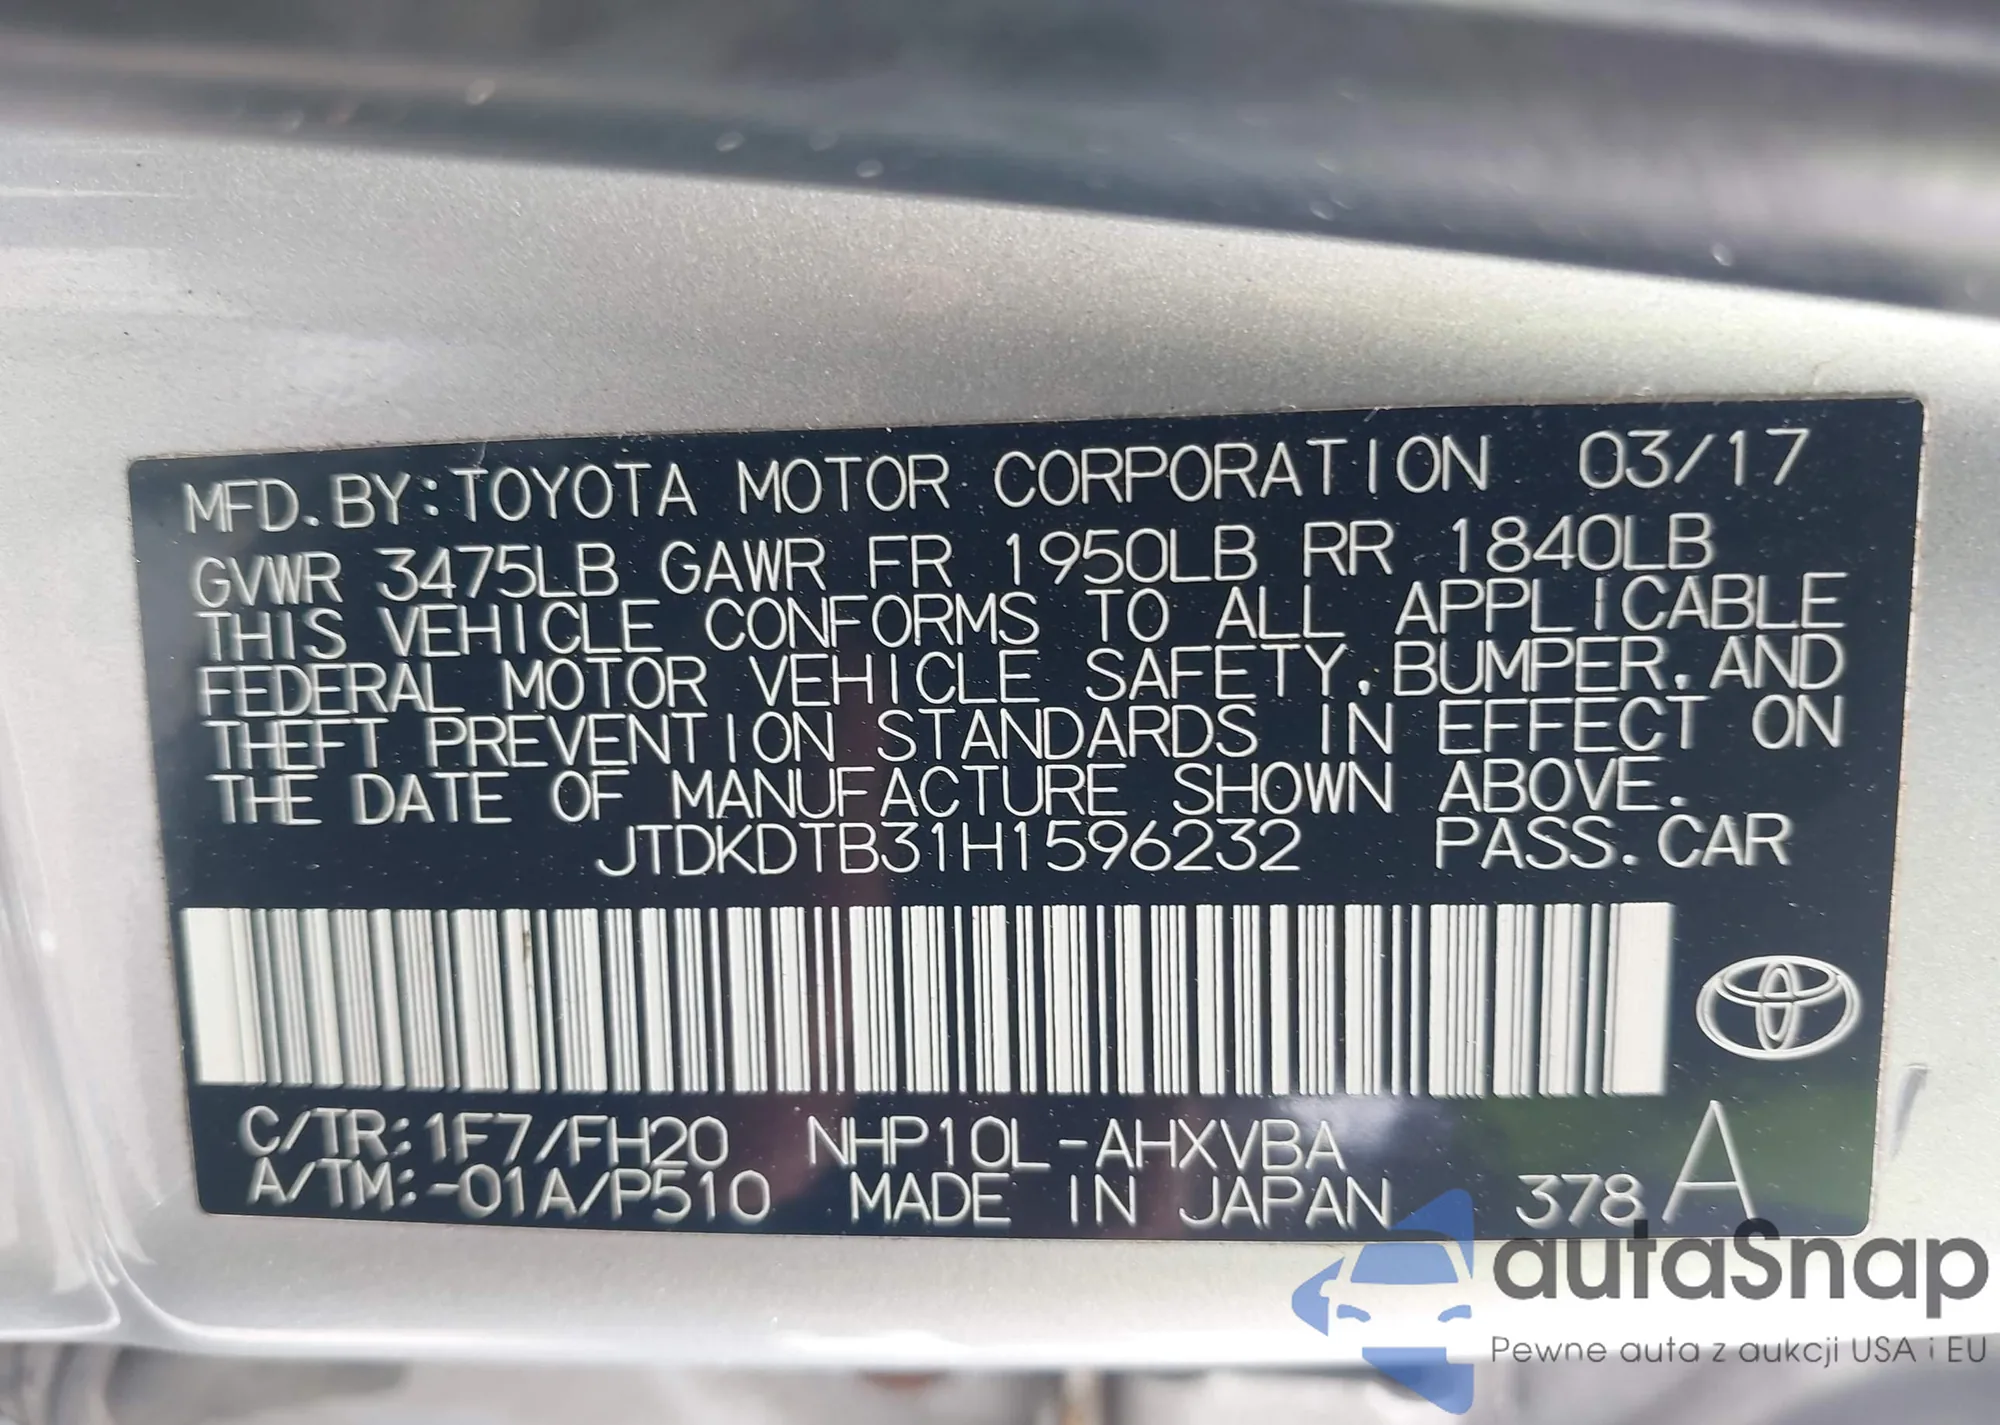 MFD.BY:TOYOTA MOTOR CORPORATION 03/17
GVWR 3475LB GAWR FR 1950LB RR 1840LB
THIS VEHICLE CONFORMS TO ALL APPLICABLE
FEDERAL MOTOR VEHICLE SAFETY,BUMPER,AND
THEFT PREVENTION STANDARDS IN EFFECT ON
THE DATE OF MANUFACTURE SHOWN ABOVE.
JTDKDTB31H1596232 PASS.CAR
C/TR:1F7/FH20 NHP10L-AHXVBA
A/TM:-01A/P510 MADE IN JAPAN 378 A
autaSnap
Pewne auta z aukcji USA i EU